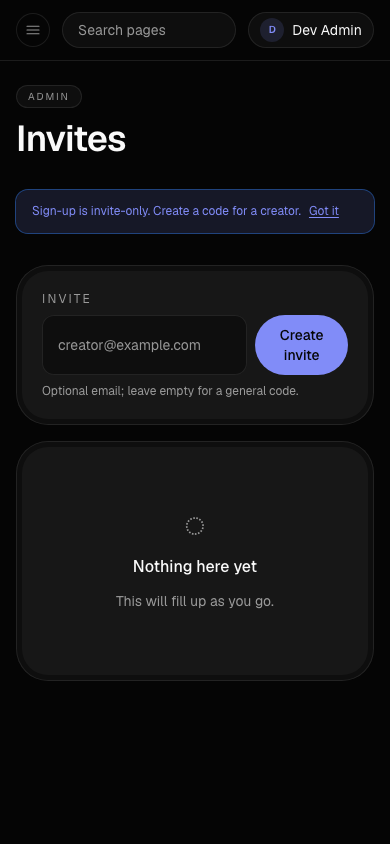 Search pages
D
Dev Admin
ADMIN
Invites
Sign-up is invite-only. Create a code for a creator. Got it
INVITE
creator@example.com
Create
invite
Optional email; leave empty for a general code.
Nothing here yet
This will fill up as you go.